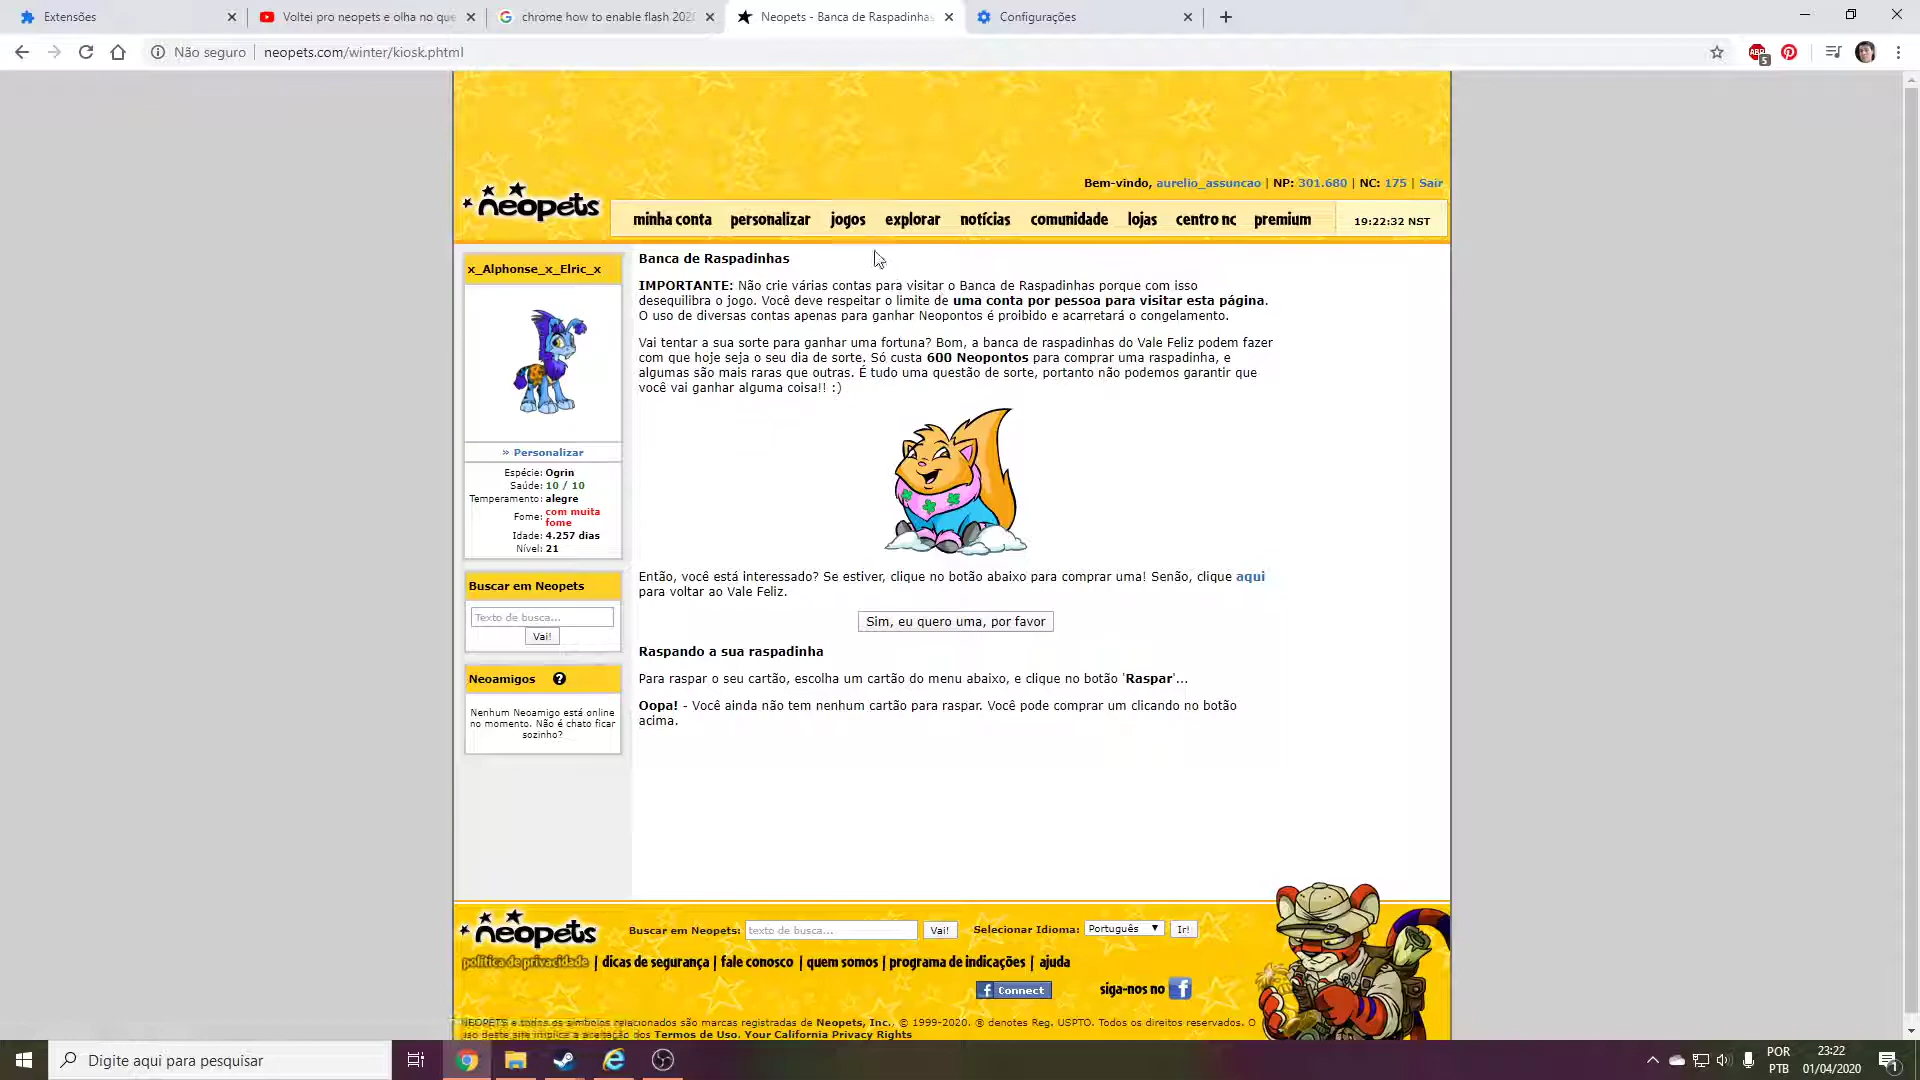 Extensões
Voltei pro neopets e olha no que
chrome how to enable flash 2020
Neopets - Banca de Raspadinhas
Configurações
Não seguro
neopets.com/winter/kiosk.phtml
ABP
5
Bem-vindo, aurelio_assuncao | NP: 301.680 | NC: 175 | Sair
neopets
minha conta personalizar jogos explorar notícias comunidade lojas centro nc premium
19:22:32 NST
x_Alphonse_x_Elric_x
» Personalizar
Espécie: Ogrin
Saúde: 10 / 10
Temperamento: alegre
Fome: com muita
fome
Idade: 4.257 dias
Nível: 21
Buscar em Neopets
Texto de busca...
Vai!
Neoamigos ?
Nenhum Neoamigo está online
no momento. Não é chato ficar
sozinho?
Banca de Raspadinhas
IMPORTANTE: Não crie várias contas para visitar o Banca de Raspadinhas porque com isso
desequilibra o jogo. Você deve respeitar o limite de uma conta por pessoa para visitar esta página.
O uso de diversas contas apenas para ganhar Neopontos é proibido e acarretará o congelamento.
Vai tentar a sua sorte para ganhar uma fortuna? Bom, a banca de raspadinhas do Vale Feliz podem fazer
com que hoje seja o seu dia de sorte. Só custa 600 Neopontos para comprar uma raspadinha, e
algumas são mais raras que outras. É tudo uma questão de sorte, portanto não podemos garantir que
você vai ganhar alguma coisa!! :)
Então, você está interessado? Se estiver, clique no botão abaixo para comprar uma! Senão, clique aqui
para voltar ao Vale Feliz.
Sim, eu quero uma, por favor
Raspando a sua raspadinha
Para raspar o seu cartão, escolha um cartão do menu abaixo, e clique no botão 'Raspar'...
Oopa! - Você ainda não tem nenhum cartão para raspar. Você pode comprar um clicando no botão
acima.
neopets
Buscar em Neopets: texto de busca... Vai! Selecionar Idioma: Português Ir!
política de privacidade | dicas de segurança | fale conosco | quem somos | programa de indicações | ajuda
f Connect
siga-nos no f
NEOPETS e todos os símbolos relacionados são marcas registradas de Neopets, Inc., © 1999-2020. ® denotes Reg. USPTO. Todos os direitos reservados. O
uso deste site implica a aceitação dos Termos de Uso. Your California Privacy Rights
Digite aqui para pesquisar
POR
PTB
23:22
01/04/2020
1